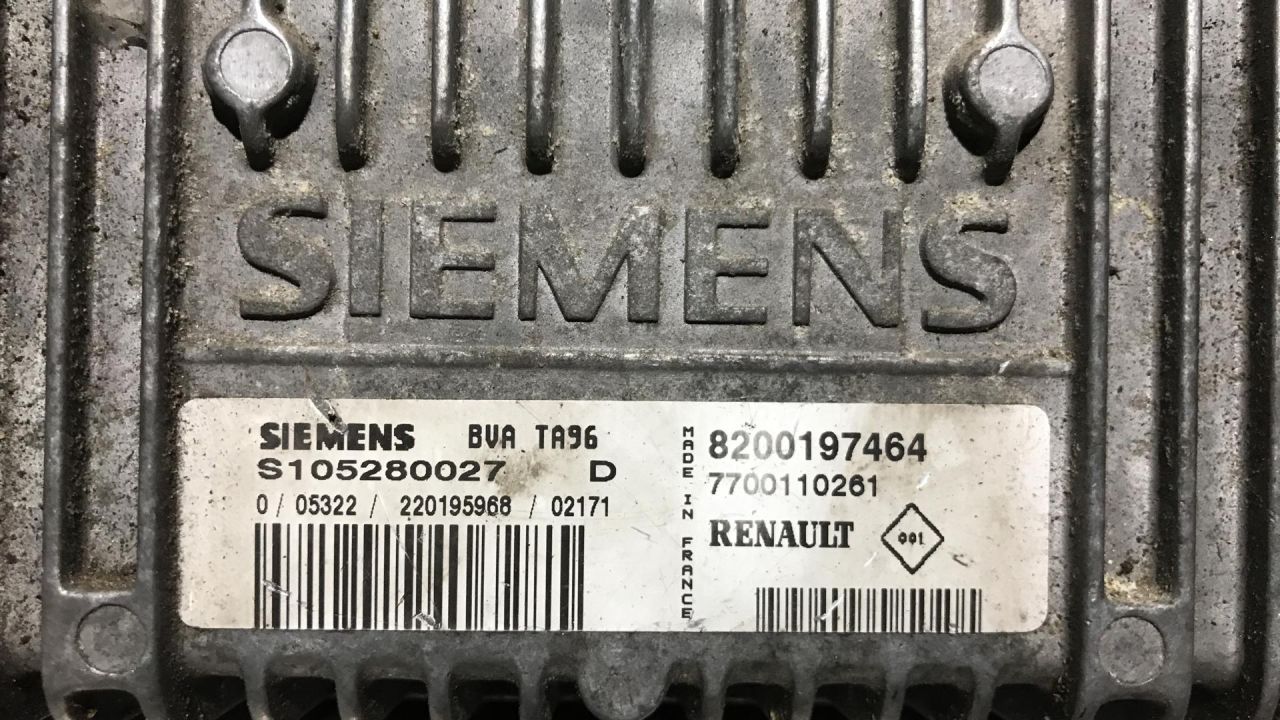 SIEMENS
SIEMENS BVA TA96
S105280027 D
0 / 05322 / 220195968 / 02171
MADE IN FRANCE
8200197464
7700110261
RENAULT 001